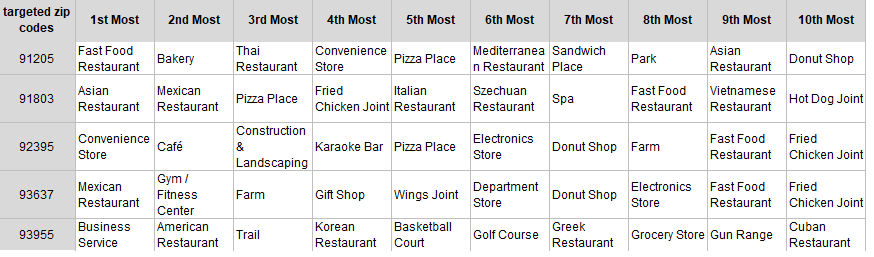 targeted zip codes 1st Most 2nd Most 3rd Most 4th Most 5th Most 6th Most 7th Most 8th Most 9th Most 10th Most
91205 Fast Food Restaurant Bakery Thai Restaurant Convenience Store Pizza Place Mediterranean Restaurant Sandwich Place Park Asian Restaurant Donut Shop
91803 Asian Restaurant Mexican Restaurant Pizza Place Fried Chicken Joint Italian Restaurant Szechuan Restaurant Spa Fast Food Restaurant Vietnamese Restaurant Hot Dog Joint
92395 Convenience Store Café Construction & Landscaping Karaoke Bar Pizza Place Electronics Store Donut Shop Farm Fast Food Restaurant Fried Chicken Joint
93637 Mexican Restaurant Gym / Fitness Center Farm Gift Shop Wings Joint Department Store Donut Shop Electronics Store Fast Food Restaurant Fried Chicken Joint
93955 Business Service American Restaurant Trail Korean Restaurant Basketball Court Golf Course Greek Restaurant Grocery Store Gun Range Cuban Restaurant